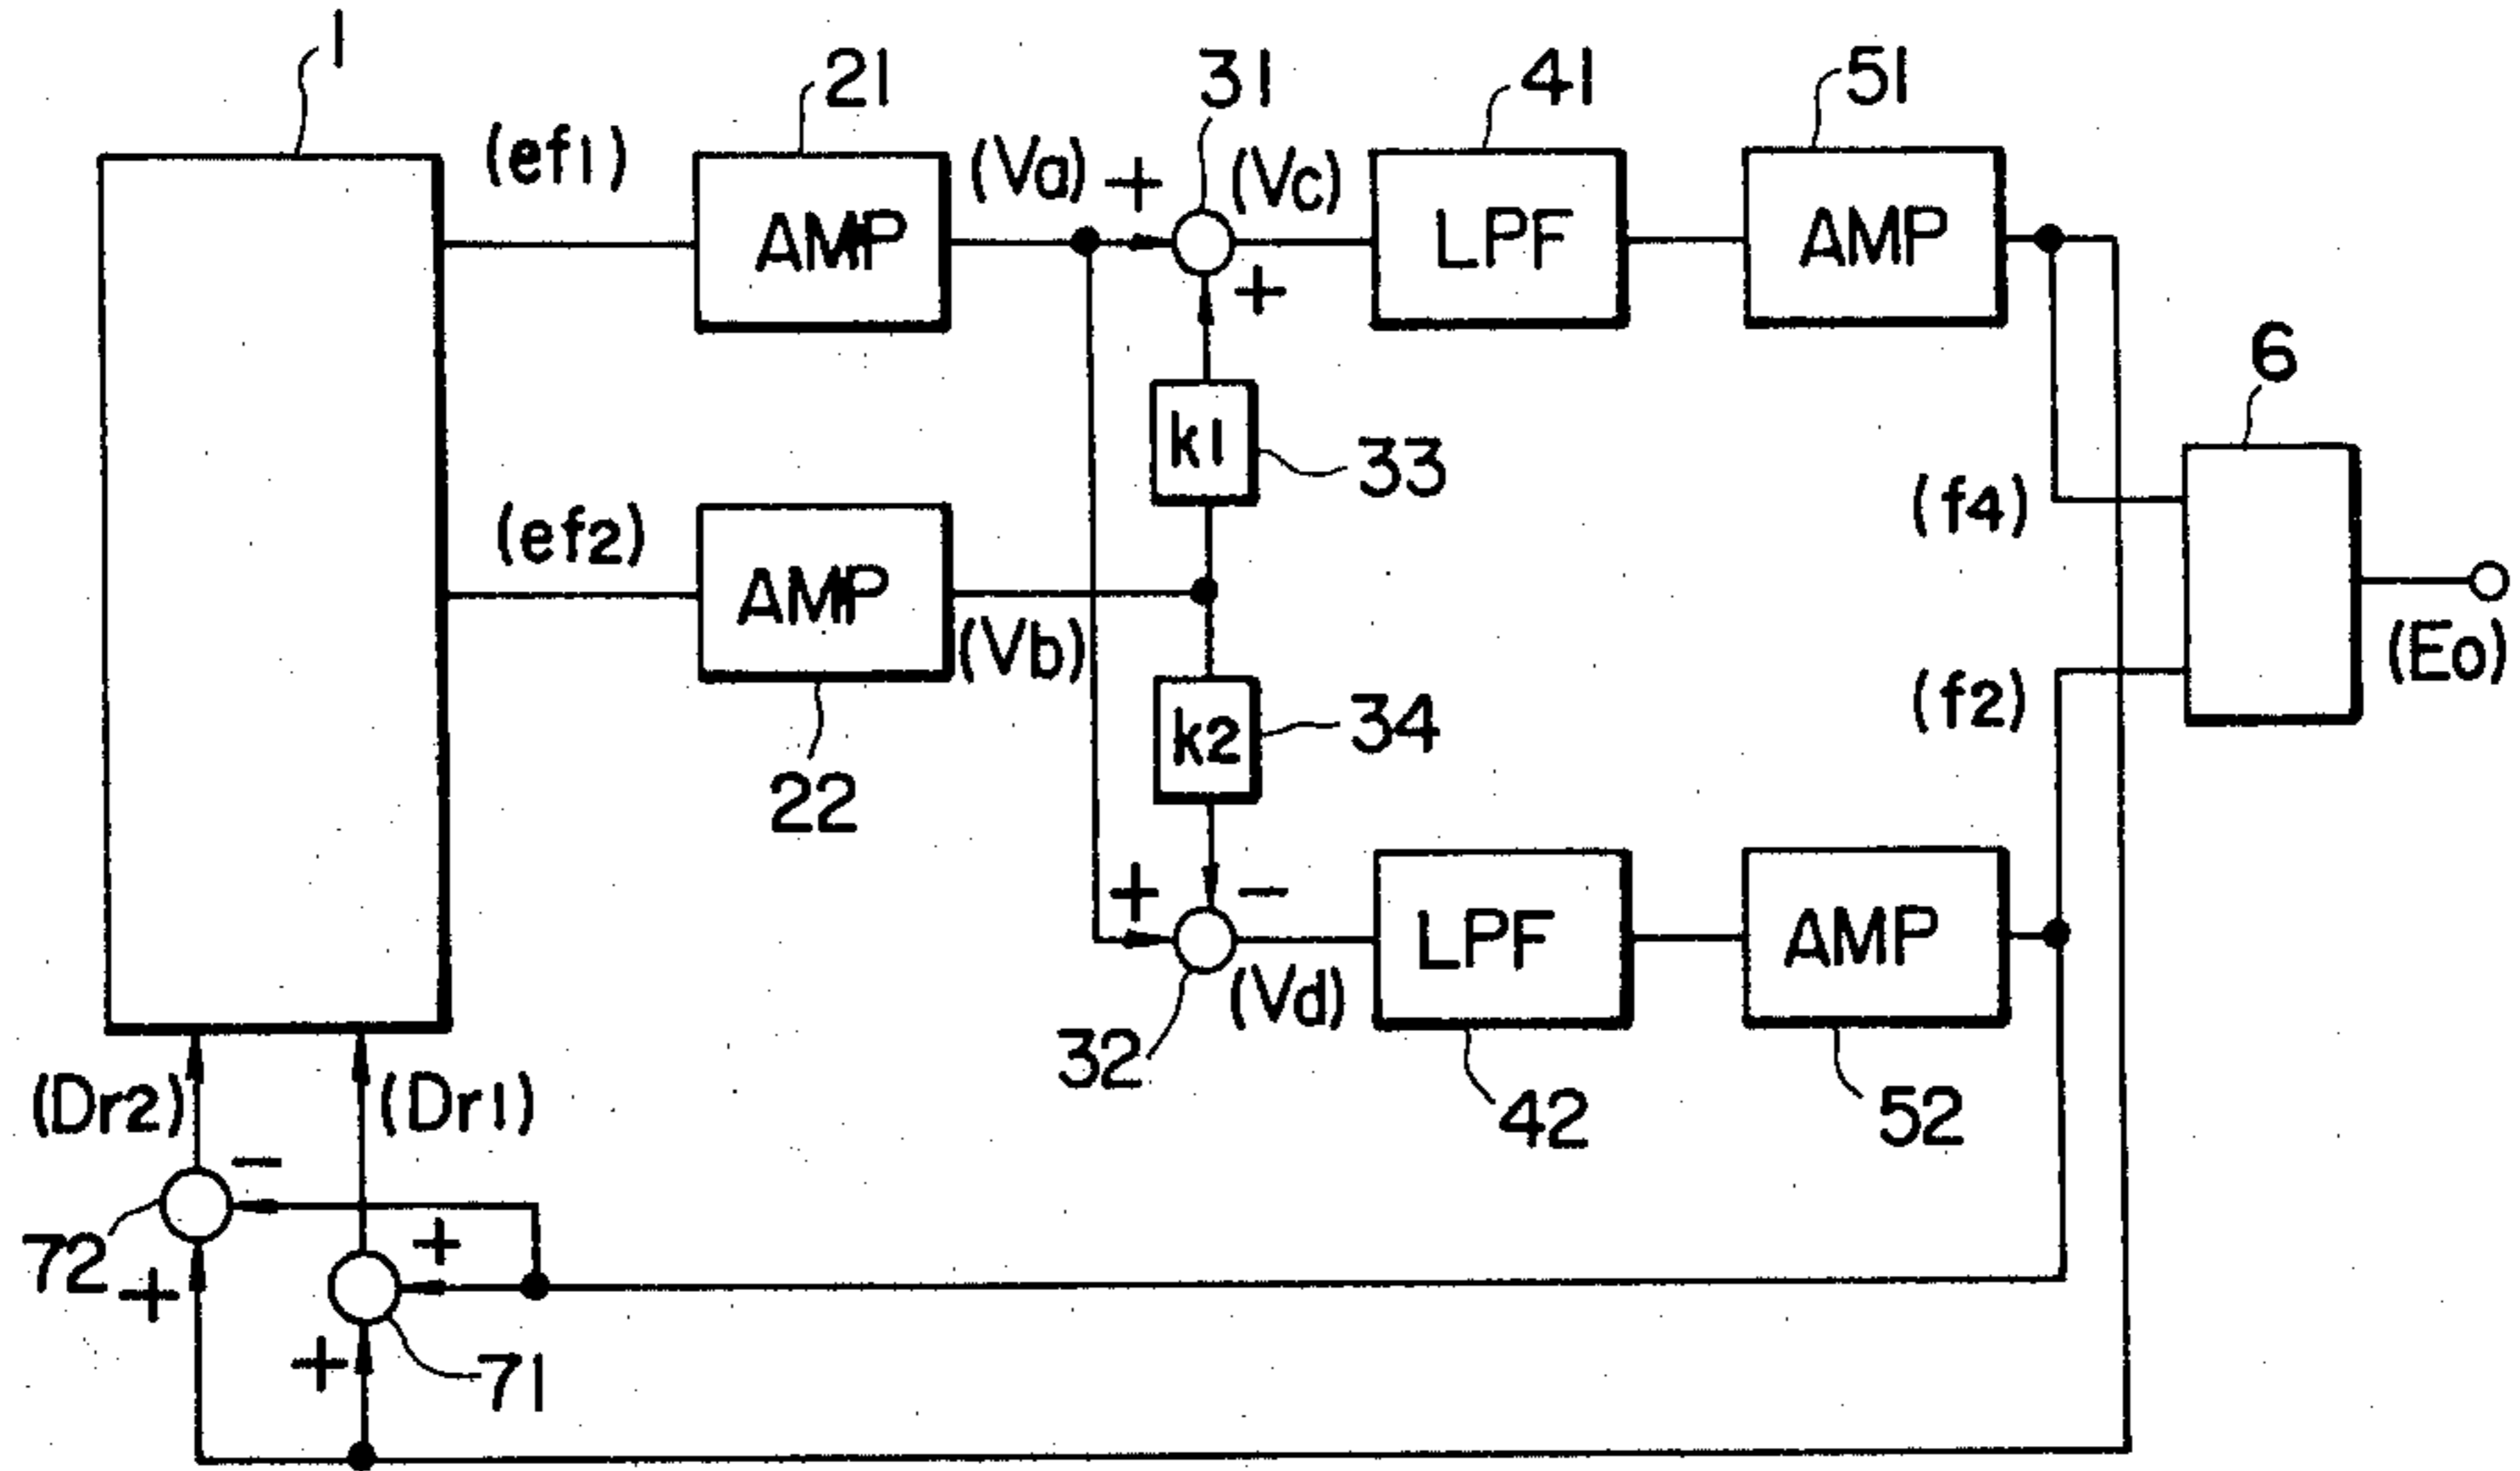 1
21
31
41
51
(ef1)
(Va)
+
(Vc)
AMP
LPF
AMP
+
6
k1
33
(ef2)
(f4)
AMP
(Vb)
(Eo)
k2
34
(f2)
22
+
-
LPF
AMP
(Vd)
32
(Dr2)
(Dr1)
42
52
-
72
+
+
+
71